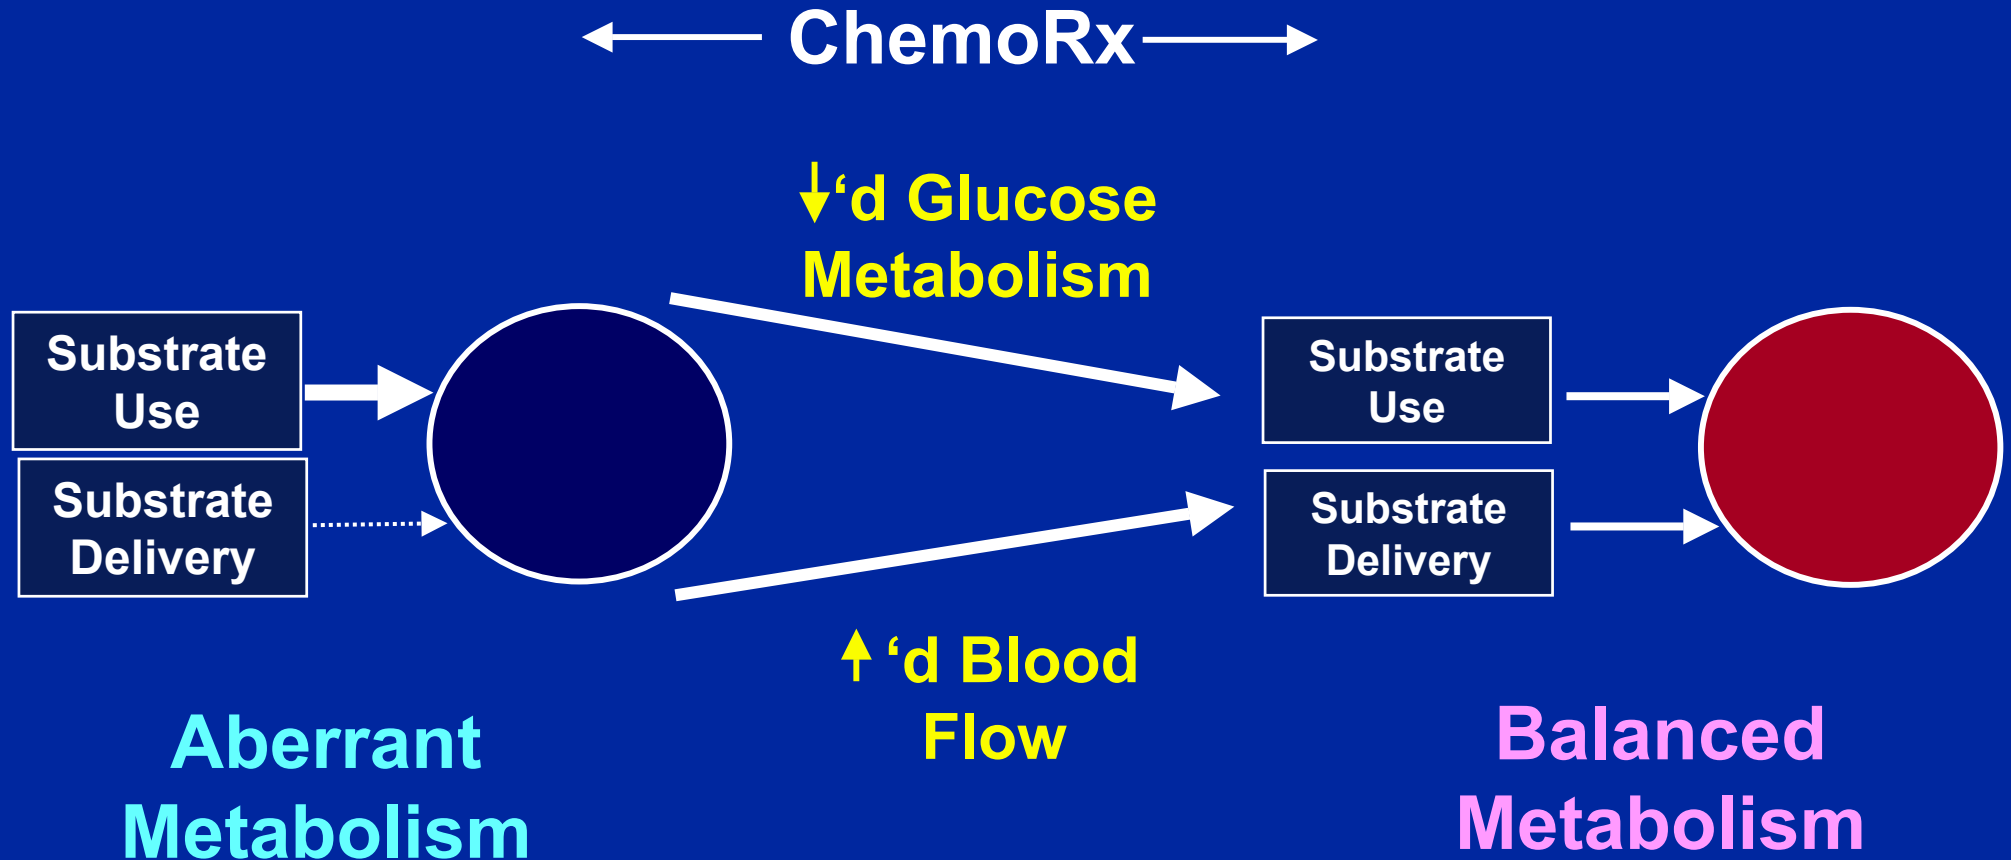 ChemoRx
↓‘d Glucose
Metabolism
Substrate
Use
Substrate
Delivery
Substrate
Use
Substrate
Delivery
↑ ‘d Blood
Flow
Aberrant
Metabolism
Balanced
Metabolism